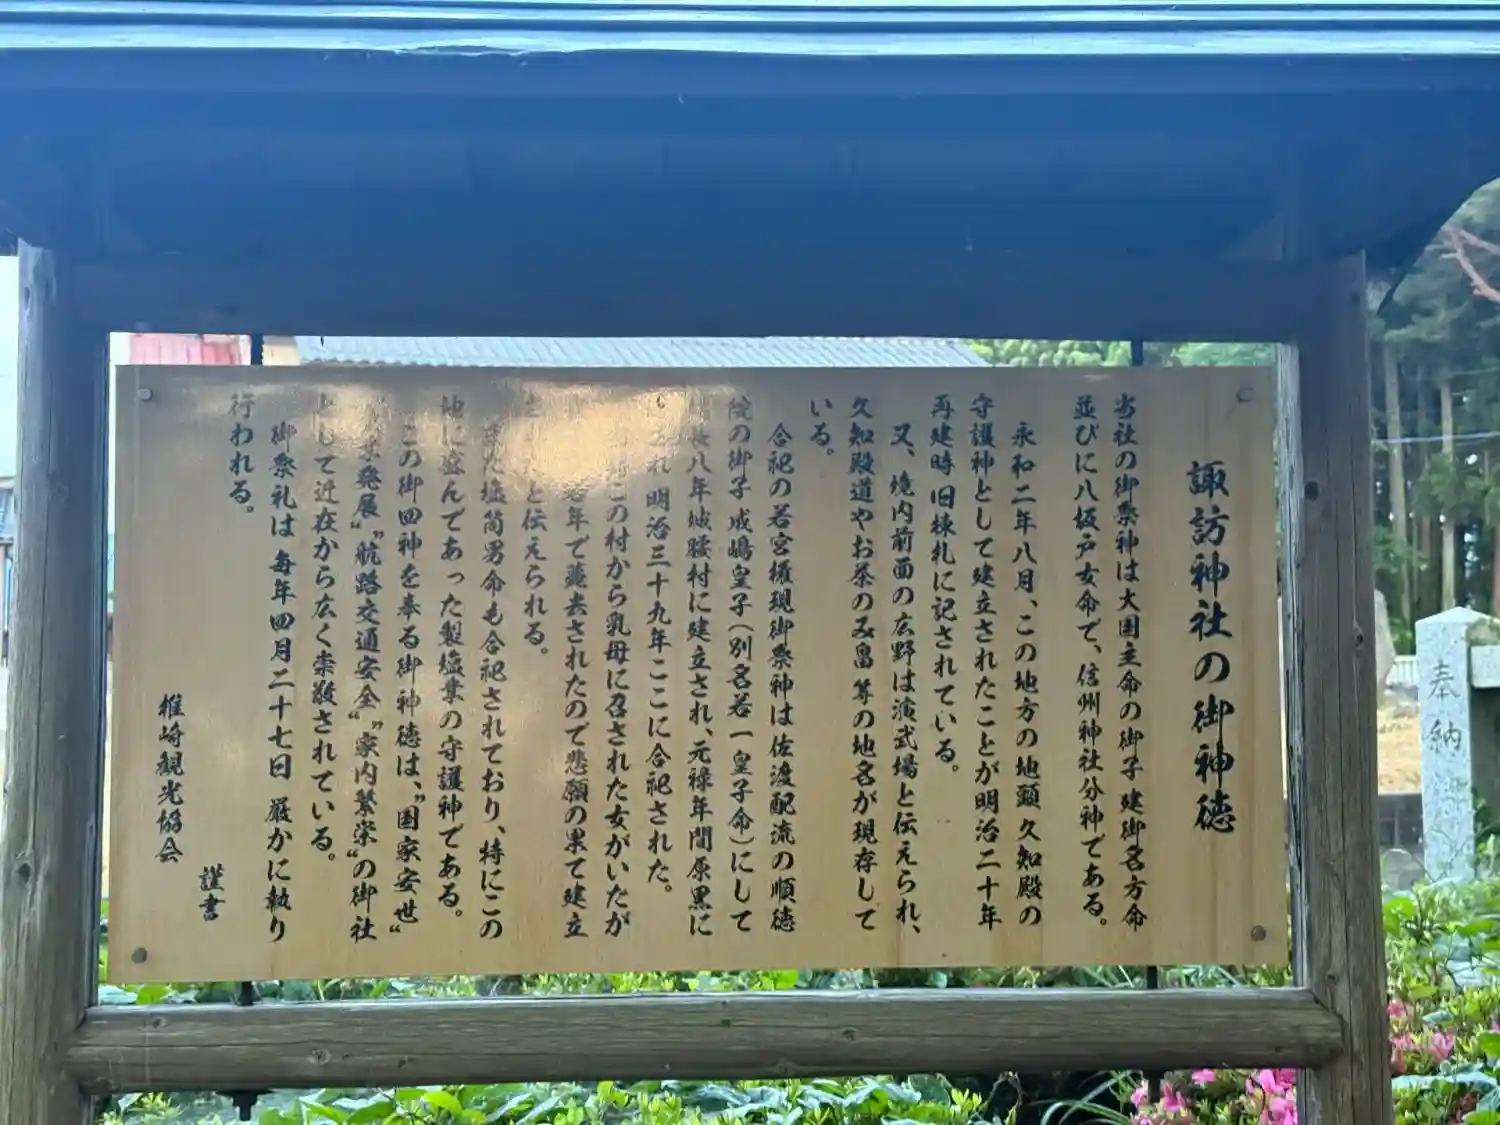 諏訪神社の御神徳
当社の御祭神は大国主命の御子建御名方命
並びに八坂戸女命で、信州神社分神である。
永和二年八月、この地方の地頭久知殿の
守護神として建立されたことが明治二十年
再建時旧棟札に記されている。
又、境内前面の広野は演武場と伝えられ、
久知殿道やお茶のみ畠等の地名が現存して
いる。
合祀の若宮権現御祭神は佐渡配流の順徳
院の御子成嶋皇子(別名若一皇子命)にして
八年城腰村に建立され、元禄年間原黒に
れ明治三十九年ここに合祀された。
この村から乳母に召された女がいたが
年で薨去されたので悲願の果て建立
と伝えられる。
た塩筒男命も合祀されており、特にこの
地に盛んであった製塩業の守護神である。
この御四神を奉る御神徳は、"国家安世"
発展"航路交通安全""家内繁栄"の御社
として近在から広く崇敬されている。
御祭礼は毎年四月二十七日厳かに執り
行われる。
謹書
椎崎観光協会
奉納